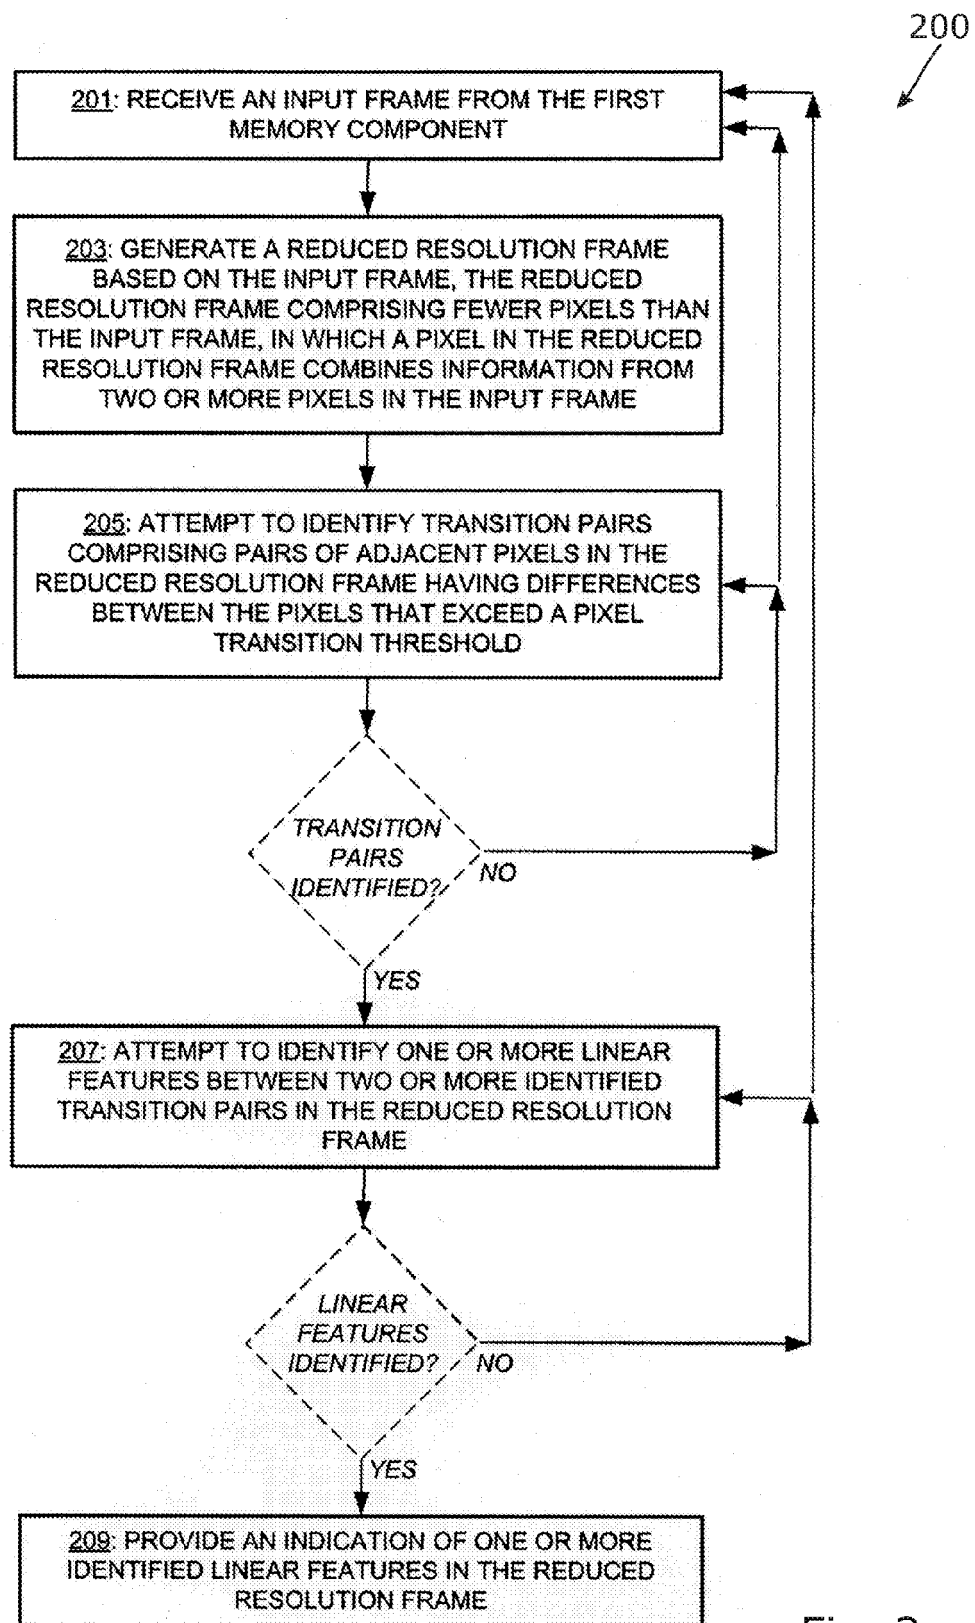 200
201: RECEIVE AN INPUT FRAME FROM THE FIRST
MEMORY COMPONENT
203: GENERATE A REDUCED RESOLUTION FRAME
BASED ON THE INPUT FRAME, THE REDUCED
RESOLUTION FRAME COMPRISING FEWER PIXELS THAN
THE INPUT FRAME, IN WHICH A PIXEL IN THE REDUCED
RESOLUTION FRAME COMBINES INFORMATION FROM
TWO OR MORE PIXELS IN THE INPUT FRAME
205: ATTEMPT TO IDENTIFY TRANSITION PAIRS
COMPRISING PAIRS OF ADJACENT PIXELS IN THE
REDUCED RESOLUTION FRAME HAVING DIFFERENCES
BETWEEN THE PIXELS THAT EXCEED A PIXEL
TRANSITION THRESHOLD
TRANSITION
PAIRS
IDENTIFIED?
NO
YES
207: ATTEMPT TO IDENTIFY ONE OR MORE LINEAR
FEATURES BETWEEN TWO OR MORE IDENTIFIED
TRANSITION PAIRS IN THE REDUCED RESOLUTION
FRAME
LINEAR
FEATURES
IDENTIFIED?
NO
YES
209: PROVIDE AN INDICATION OF ONE OR MORE
IDENTIFIED LINEAR FEATURES IN THE REDUCED
RESOLUTION FRAME